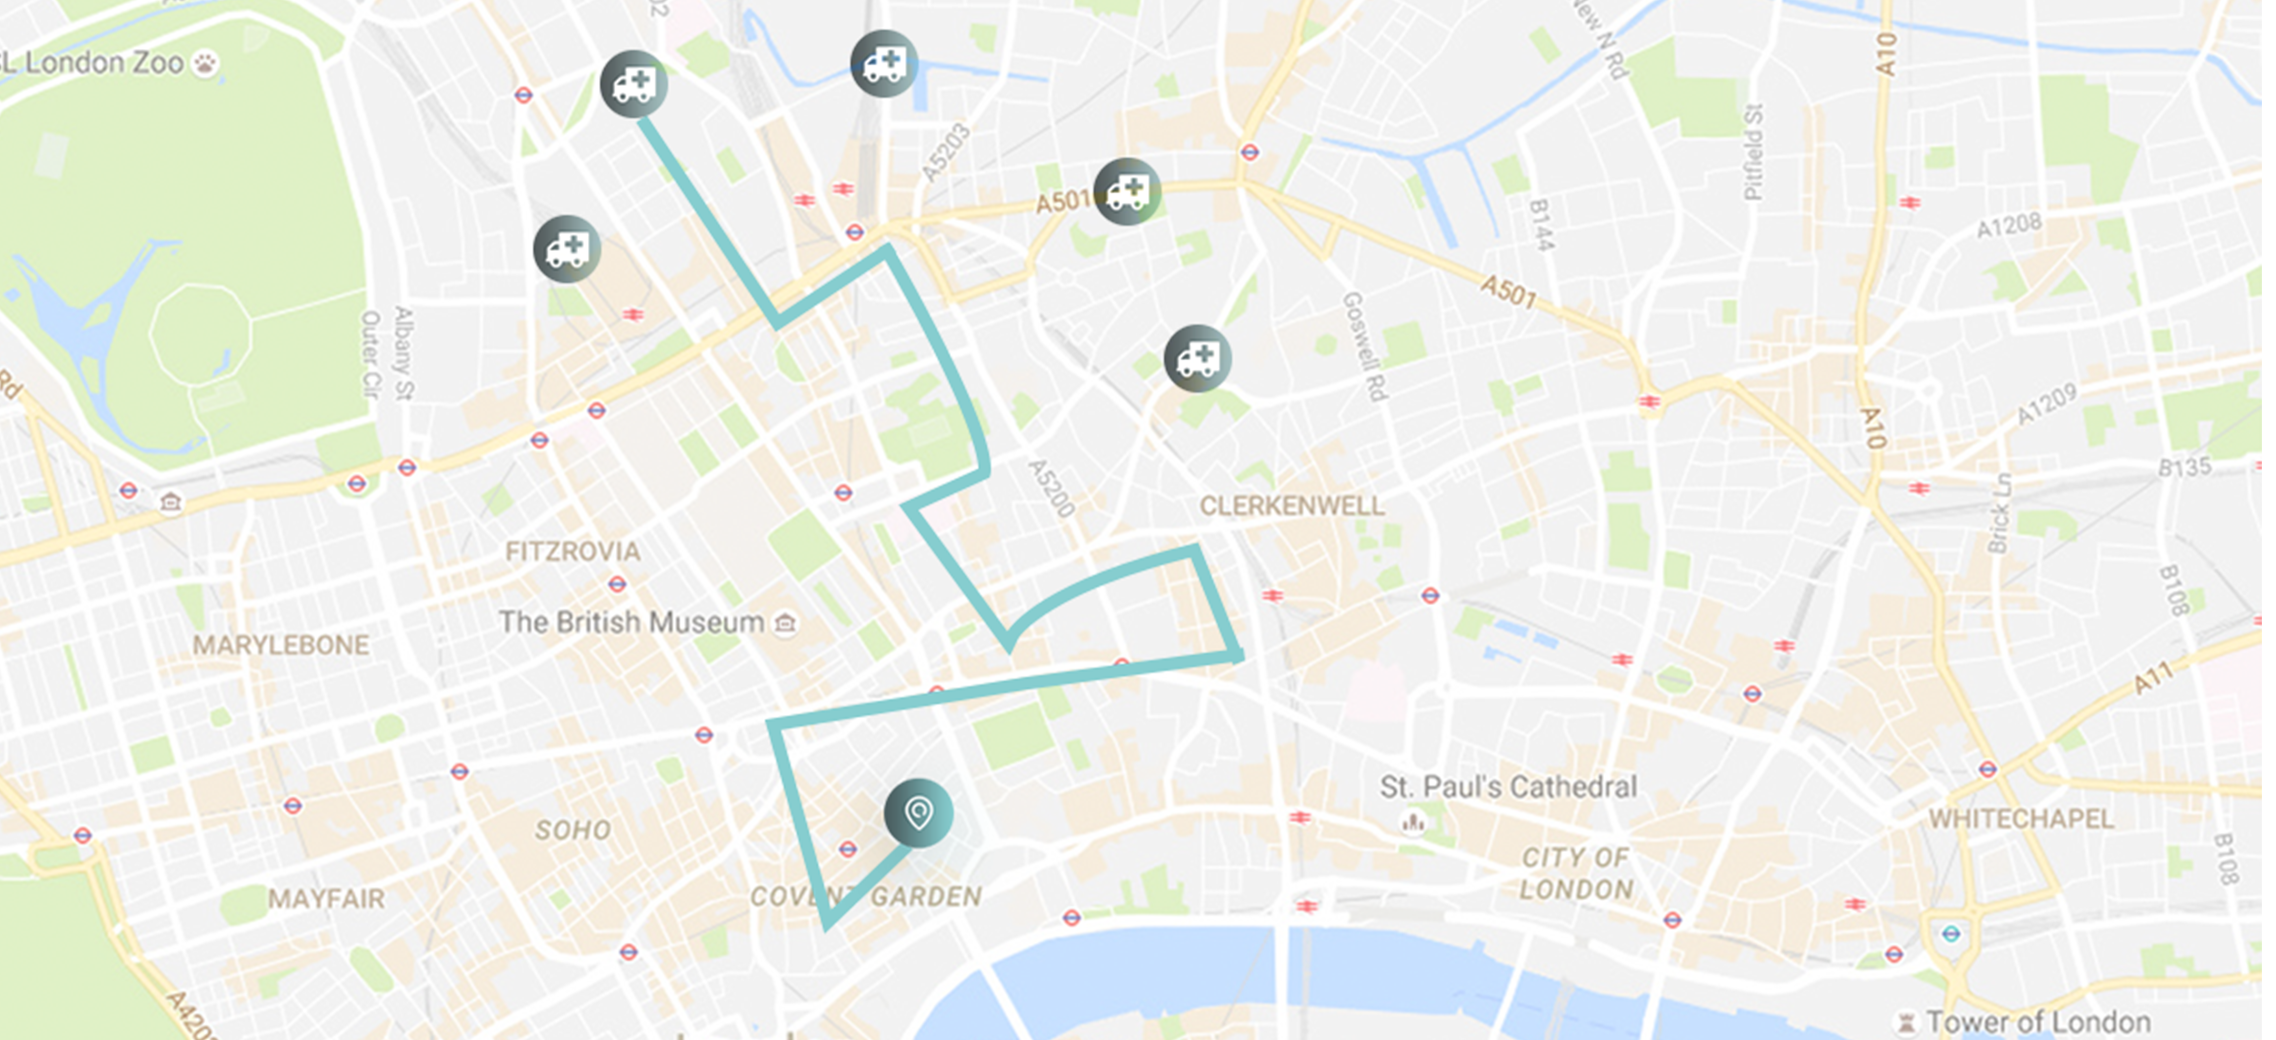 L London Zoo
02
New N Rd
A10
A5203
Pitfield St
A501
B144
A1208
A501
Outer Cir
Albany St
Goswell Rd
Rd
A1209
A10
B135
A5200
CLERKENWELL
Brick Ln
FITZROVIA
B108
The British Museum
MARYLEBONE
A11
St. Paul's Cathedral
WHITECHAPEL
SOHO
CITY OF
LONDON
B108
MAYFAIR
COVENT GARDEN
A420
Tower of London